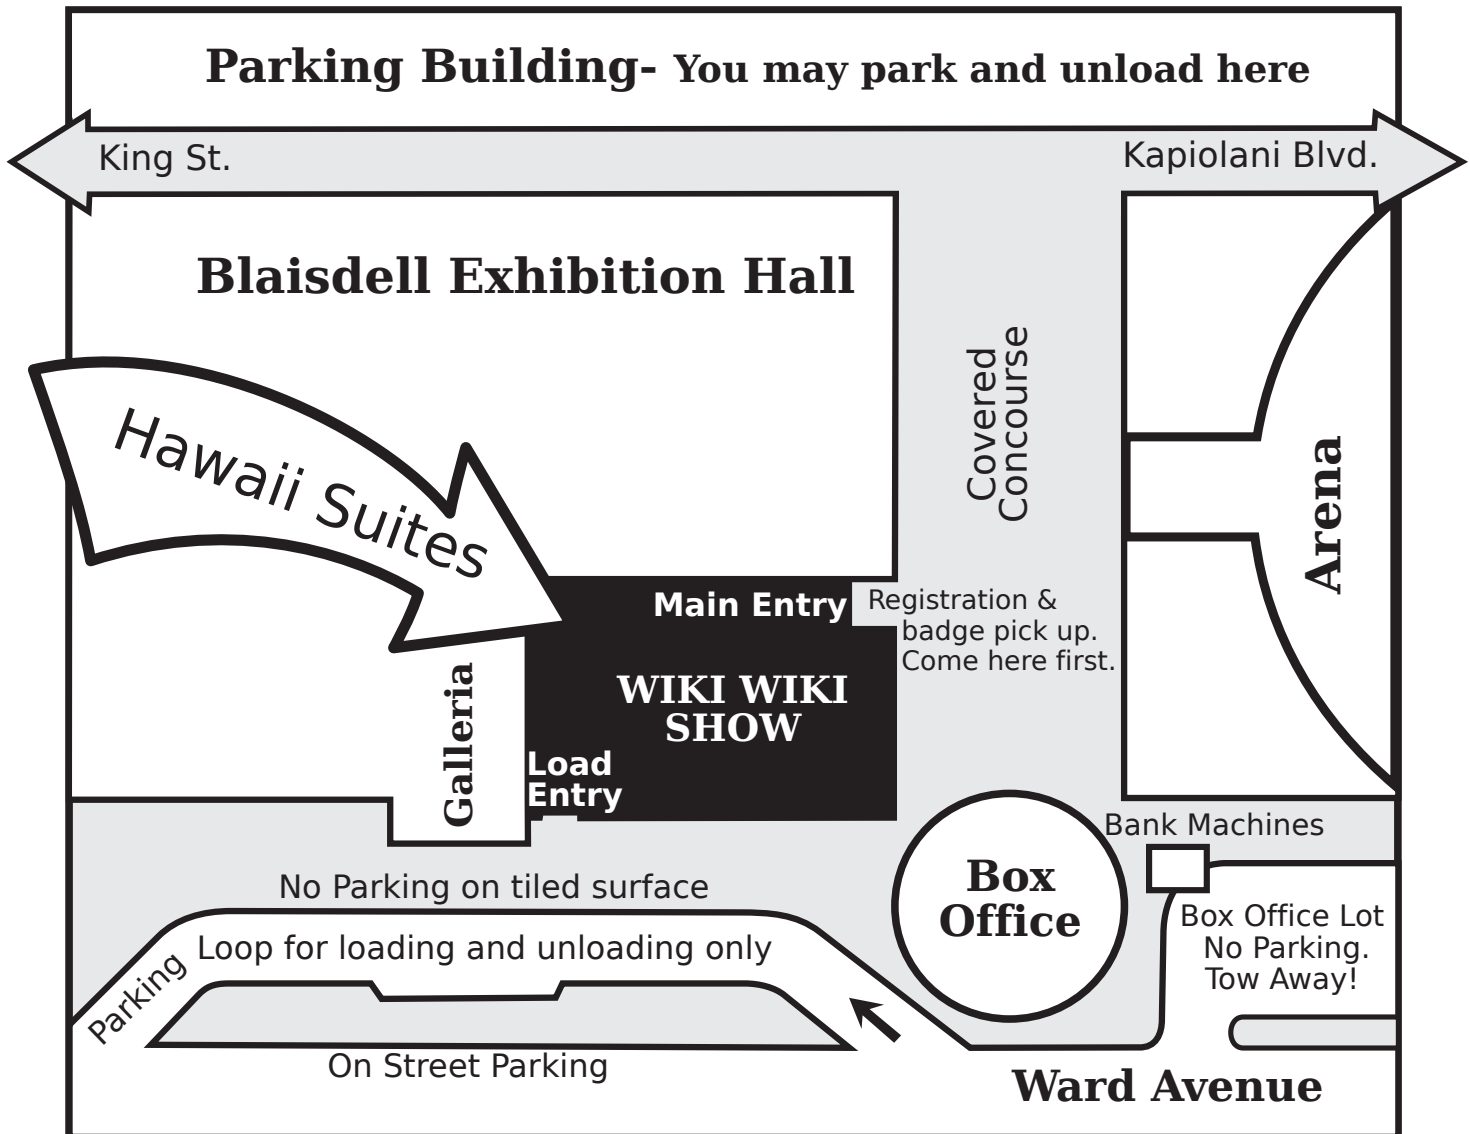 Parking Building- You may park and unload here
King St.
Kapiolani Blvd.
Blaisdell Exhibition Hall
Covered
Concourse
Hawaii Suites
Arena
Main Entry
Registration &
badge pick up.
Come here first.
WIKI WIKI
SHOW
Galleria
Load
Entry
Bank Machines
Box
Office
No Parking on tiled surface
Box Office Lot
No Parking.
Tow Away!
Loop for loading and unloading only
Parking
On Street Parking
Ward Avenue